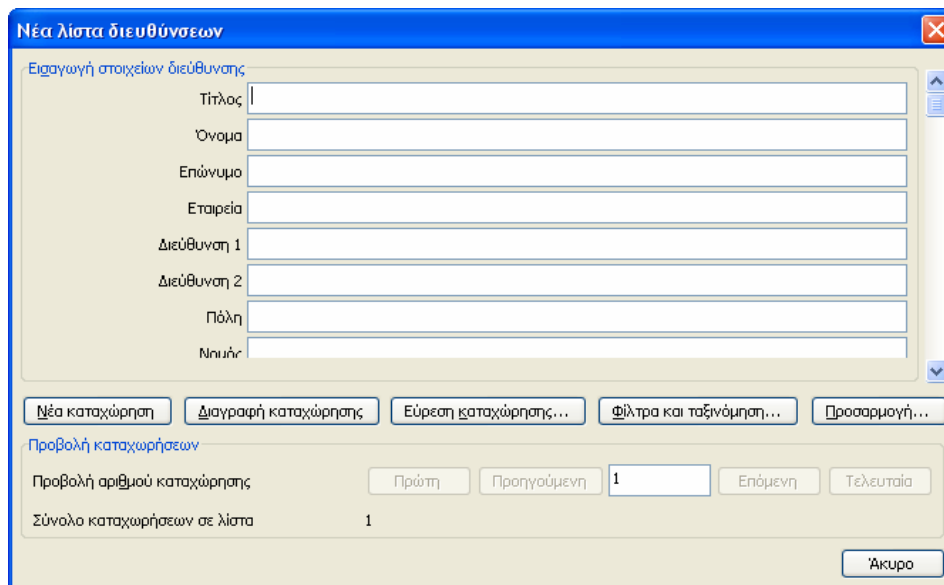 Νέα λίστα διευθύνσεων
Εισαγωγή στοιχείων διεύθυνσης
Τίτλος
Όνομα
Επώνυμο
Εταιρεία
Διεύθυνση 1
Διεύθυνση 2
Πόλη
Νομός
Νέα καταχώρηση Διαγραφή καταχώρησης Εύρεση καταχώρησης... Φίλτρα και ταξινόμηση... Προσαρμογή...
Προβολή καταχωρήσεων
Προβολή αριθμού καταχώρησης Πρώτη Προηγούμενη 1 Επόμενη Τελευταία
Σύνολο καταχωρήσεων σε λίστα 1
Άκυρο